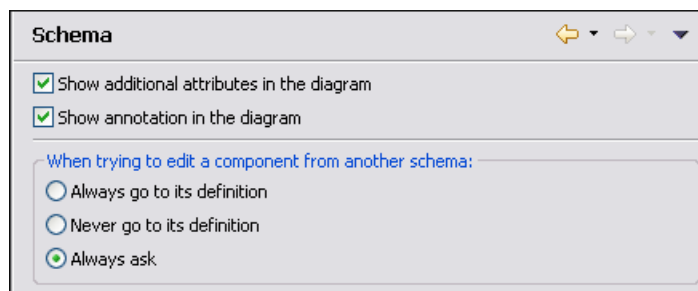 Schema
Show additional attributes in the diagram
Show annotation in the diagram
When trying to edit a component from another schema:
Always go to its definition
Never go to its definition
Always ask